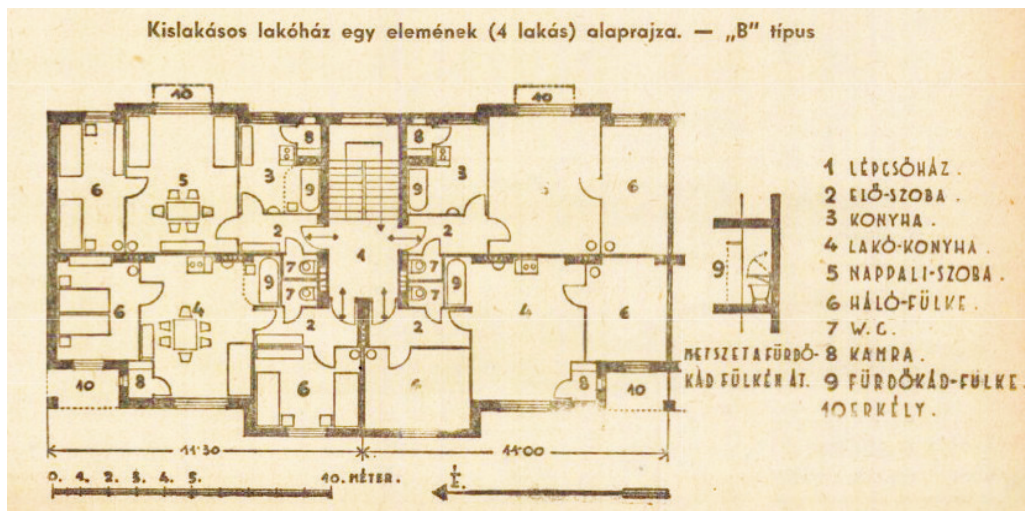 Kislakásos lakóház egy elemének (4 lakás) alaprajza. — „B" típus
10
10
8
8
6
5
3
9
9
3
5
6
2
2
1
7
7
7
7
9
9
6
4
2
2
4
6
10
8
6
6
8
10
11·30
11·00
0. 1. 2. 3. 4. 5. 10. MÉTER.
É.
9
METSZET A FÜRDŐ-
KÁD FÜLKÉN ÁT.
1 LÉPCSŐHÁZ.
2 ELŐ-SZOBA.
3 KONYHA.
4 LAKÓ-KONYHA.
5 NAPPALI-SZOBA.
6 HÁLÓ-FÜLKE.
7 W.C.
8 KAMRA.
9 FÜRDŐKÁD-FÜLKE.
10 ERKÉLY.